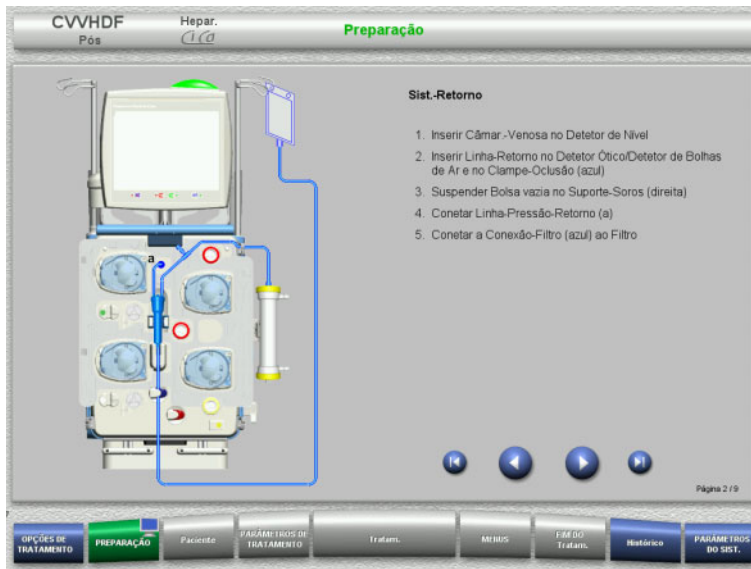 CVVHDF
Pós
Hepar.
Ci Ca
Preparação
Sist.-Retorno
1. Inserir Câmar.-Venosa no Detetor de Nível
2. Inserir Linha-Retorno no Detetor Ótico/Detetor de Bolhas
de Ar e no Clampe-Oclusão (azul)
3. Suspender Bolsa vazia no Suporte-Soros (direita)
4. Conetar Linha-Pressão-Retorno (a)
5. Conetar a Conexão-Filtro (azul) ao Filtro
a
Página 2 / 9
OPÇÕES DE
TRATAMENTO
PREPARAÇÃO
Paciente
PARÂMETROS DE
TRATAMENTO
Tratam.
MENUS
FIM DO
Tratam.
Histórico
PARÂMETROS
DO SIST.